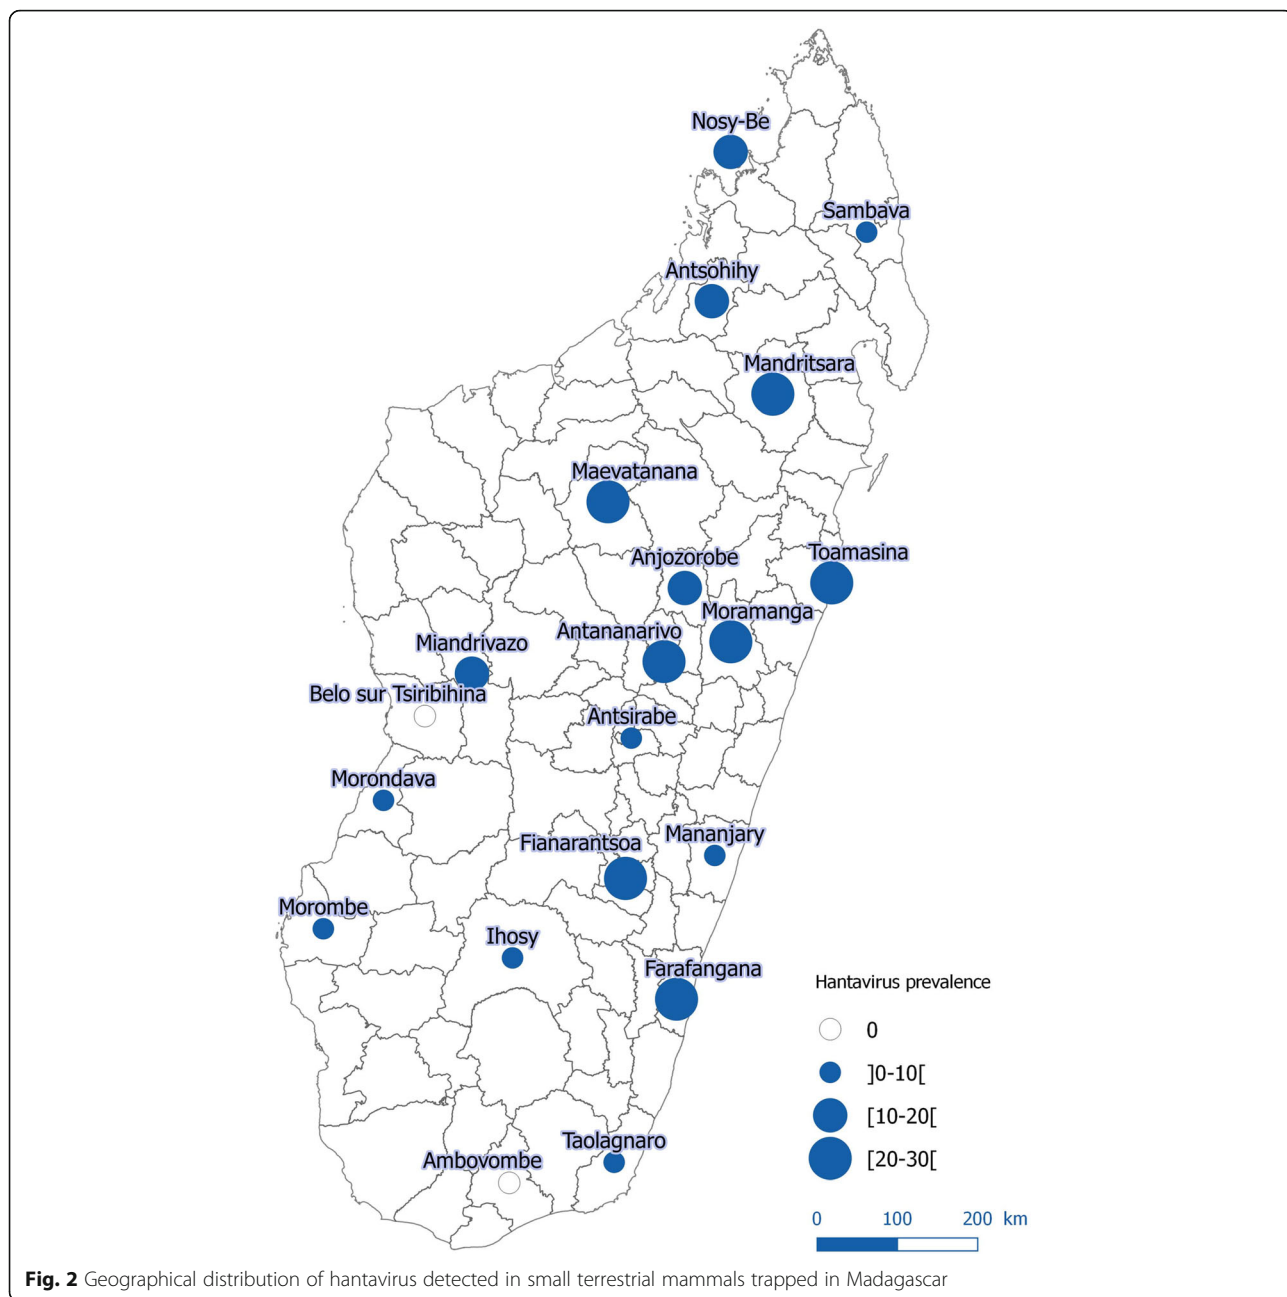 Nosy-Be
Sambava
Antsohihy
Mandritsara
Maevatanana
Anjozorobe
Toamasina
Moramanga
Antananarivo
Miandrivazo
Belo sur Tsiribihina
Antsirabe
Morondava
Mananjary
Fianarantsoa
Morombe
Ihosy
Farafangana
Taolagnaro
Ambovombe
Hantavirus prevalence
0
]0-10[
[10-20[
[20-30[
0 100 200 km
Fig. 2 Geographical distribution of hantavirus detected in small terrestrial mammals trapped in Madagascar